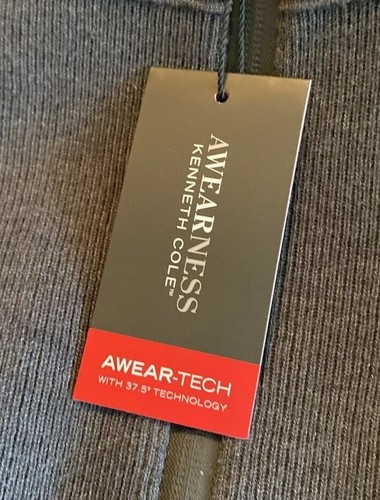 AWEARNESS
KENNETH COLE™
AWEAR-TECH
WITH 37.5® TECHNOLOGY